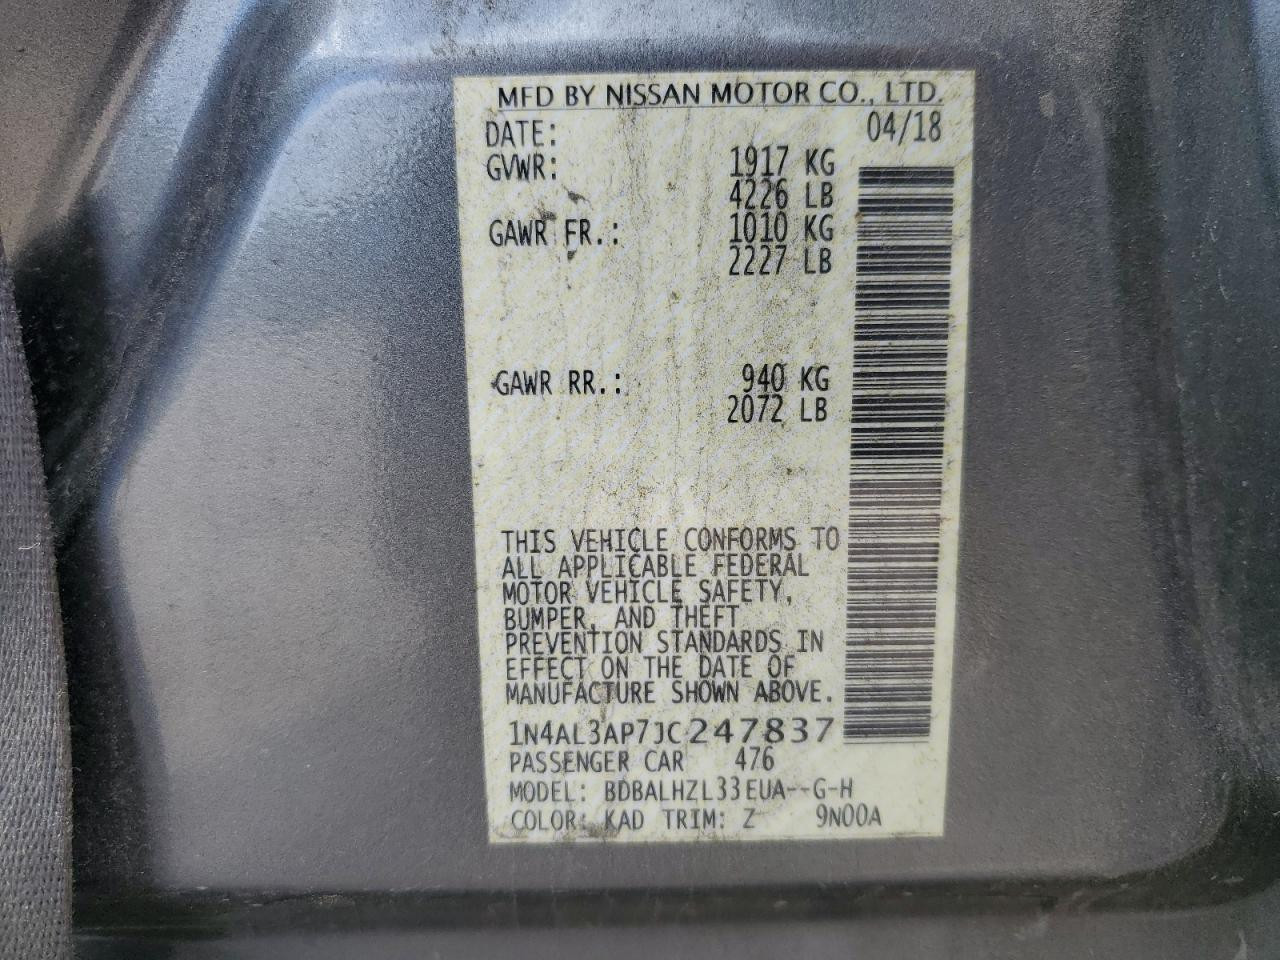 MFD BY NISSAN MOTOR CO., LTD.
DATE: 04/18
GVWR: 1917 KG
4226 LB
GAWR FR.: 1010 KG
2227 LB
GAWR RR.: 940 KG
2072 LB
THIS VEHICLE CONFORMS TO
ALL APPLICABLE FEDERAL
MOTOR VEHICLE SAFETY,
BUMPER, AND THEFT
PREVENTION STANDARDS IN
EFFECT ON THE DATE OF
MANUFACTURE SHOWN ABOVE.
1N4AL3AP7JC247837
PASSENGER CAR 476
MODEL: BDBALHZL33EUA--G-H
COLOR: KAD TRIM: Z 9N00A